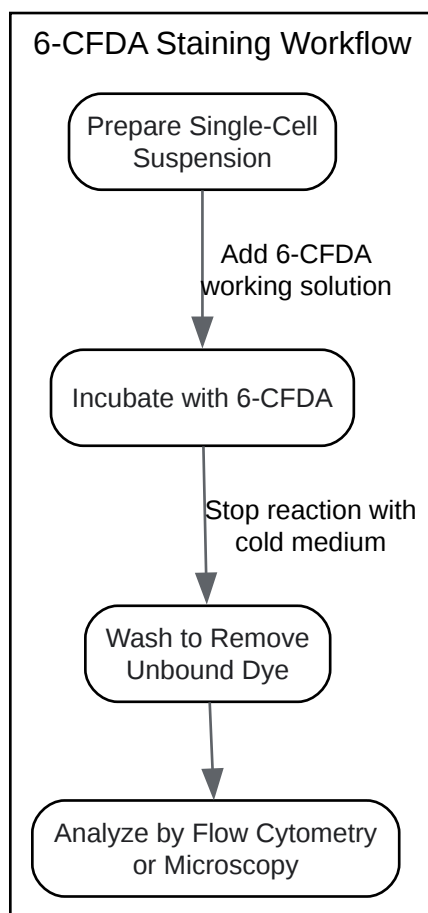 6-CFDA Staining Workflow
Prepare Single-Cell
Suspension
Add 6-CFDA
working solution
Incubate with 6-CFDA
Stop reaction with
cold medium
Wash to Remove
Unbound Dye
Analyze by Flow Cytometry
or Microscopy